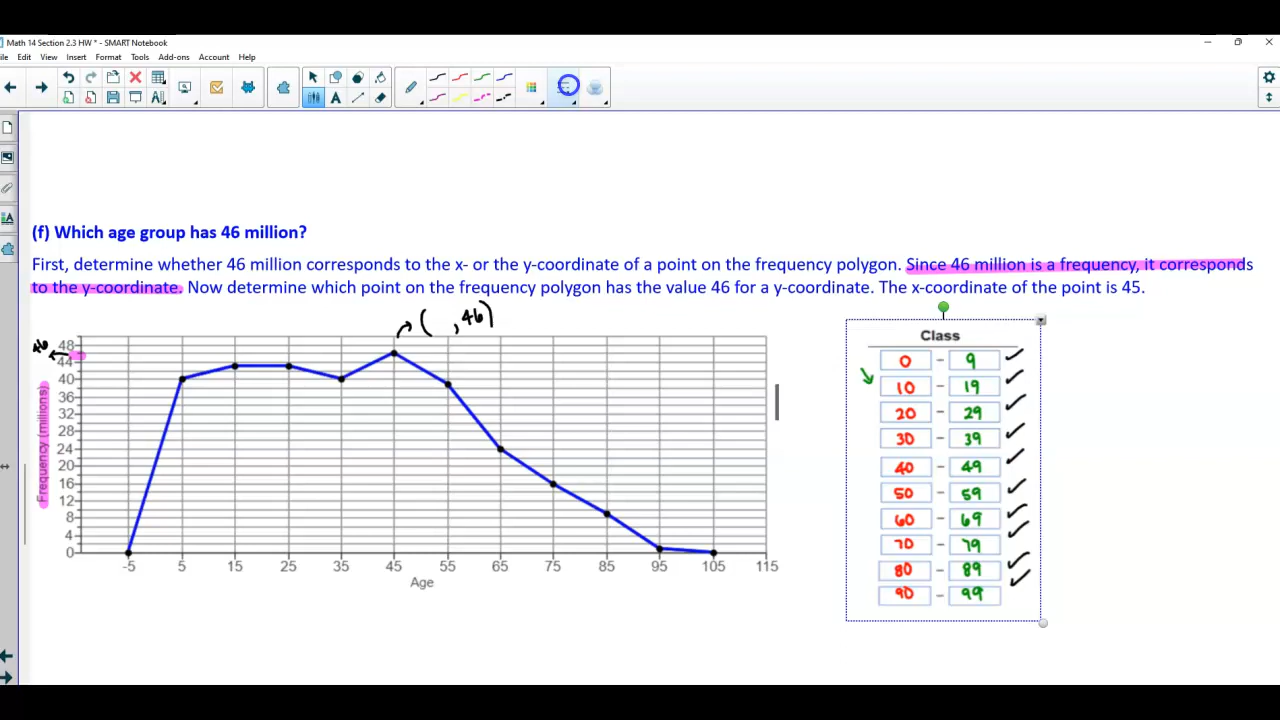 Math 14 Section 2.3 HW * - SMART Notebook
ile Edit View Insert Format Tools Add-ons Account Help
(f) Which age group has 46 million?
First, determine whether 46 million corresponds to the x- or the y-coordinate of a point on the frequency polygon. Since 46 million is a frequency, it corresponds
to the y-coordinate. Now determine which point on the frequency polygon has the value 46 for a y-coordinate. The x-coordinate of the point is 45.
( , 46)
46
48
44
40
36
32
28
24
20
16
12
8
4
0
Frequency (millions)
-5 5 15 25 35 45 55 65 75 85 95 105 115
Age
Class
0 - 9
10 - 19
20 - 29
30 - 39
40 - 49
50 - 59
60 - 69
70 - 79
80 - 89
90 - 99